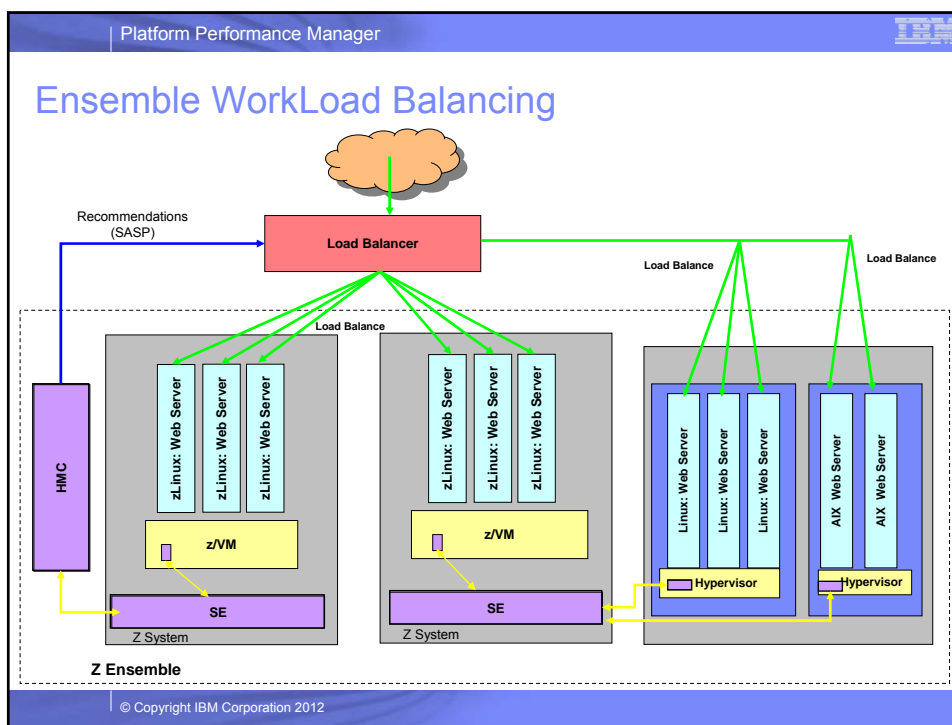 Platform Performance Manager
IBM
Ensemble WorkLoad Balancing
Recommendations
(SASP)
Load Balancer
Load Balance
Load Balance
Load Balance
HMC
zLinux: Web Server
zLinux: Web Server
zLinux: Web Server
z/VM
SE
Z System
zLinux: Web Server
zLinux: Web Server
zLinux: Web Server
z/VM
SE
Z System
Linux: Web Server
Linux: Web Server
Linux: Web Server
Hypervisor
AIX Web Server
AIX Web Server
Hypervisor
Z Ensemble
© Copyright IBM Corporation 2012